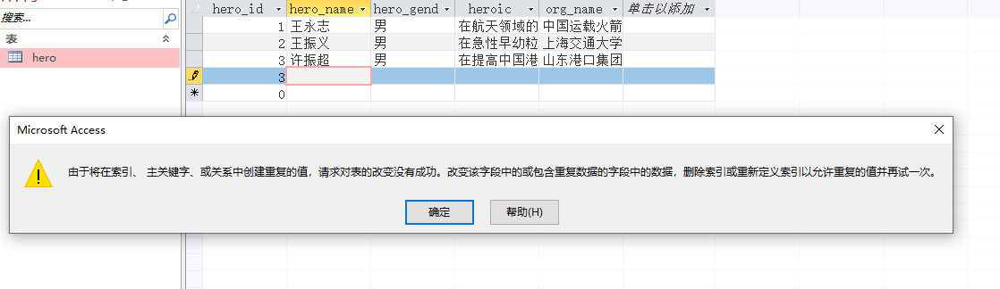 hero_id hero_name hero_gend heroic org_name 单击以添加
搜索...
1 王永志 男 在航天领域的 中国运载火箭
表
2 王振义 男 在急性早幼粒 上海交通大学
hero
3 许振超 男 在提高中国港 山东港口集团
3
0
Microsoft Access
由于将在索引、 主关键字、或关系中创建重复的值，请求对表的改变没有成功。改变该字段中的或包含重复数据的字段中的数据，删除索引或重新定义索引以允许重复的值并再试一次。
确定 帮助(H)